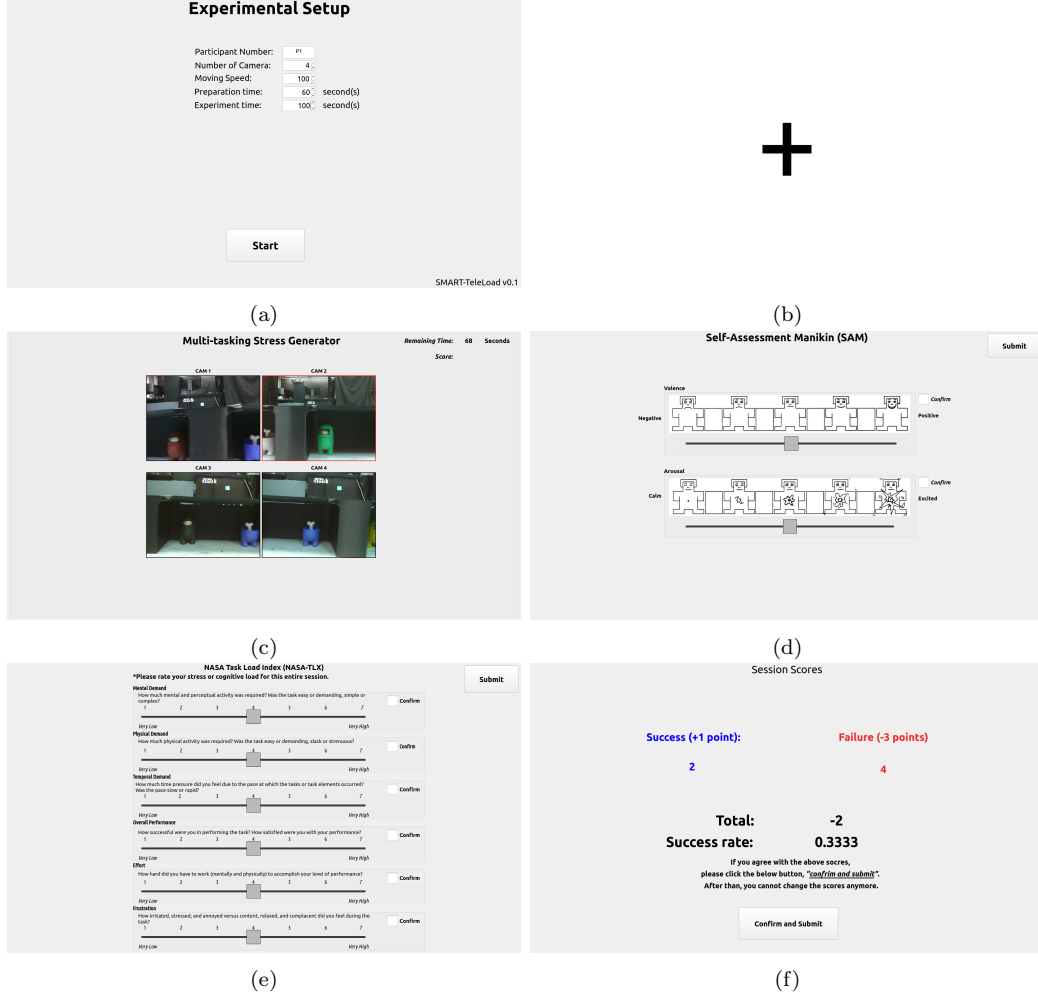 Experimental Setup
Participant Number: P1
Number of Camera: 4
Moving Speed: 100
Preparation time: 60 second(s)
Experiment time: 100 second(s)
Start
SMART-TeleLoad v0.1
(a)
(b)
Multi-tasking Stress Generator
Remaining Time: 68 Seconds
Score:
CAM 1 CAM 2
CAM 3 CAM 4
(c)
Self-Assessment Manikin (SAM)
Submit
Valence
Confirm
Negative Positive
Arousal
Confirm
Calm Excited
(d)
NASA Task Load Index (NASA-TLX)
*Please rate your stress or cognitive load for this entire session.
Submit
Mental Demand
How much mental and perceptual activity was required? Was the task easy or demanding, simple or
complex?
1 2 3 4 5 6 7
Confirm
Very Low Very High
Physical Demand
How much physical activity was required? Was the task easy or demanding, slack or strenuous?
1 2 3 4 5 6 7
Confirm
Very Low Very High
Temporal Demand
How much time pressure did you feel due to the pace at which the tasks or task elements occurred?
Was the pace slow or rapid?
1 2 3 4 5 6 7
Confirm
Very Low Very High
Overall Performance
How successful were you in performing the task? How satisfied were you with your performance?
1 2 3 4 5 6 7
Confirm
Very Low Very High
Effort
How hard did you have to work (mentally and physically) to accomplish your level of performance?
1 2 3 4 5 6 7
Confirm
Very Low Very High
Frustration
How irritated, stressed, and annoyed versus content, relaxed, and complacent did you feel during the
task?
1 2 3 4 5 6 7
Confirm
Very Low Very High
(e)
Session Scores
Success (+1 point): Failure (-3 points)
2 4
Total: -2
Success rate: 0.3333
If you agree with the above socres,
please click the below button, "confrim and submit".
After than, you cannot change the scores anymore.
Confirm and Submit
(f)